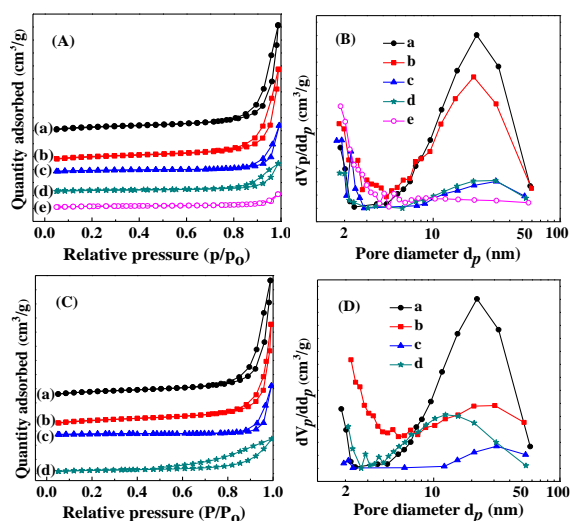 (A)
Quantity adsorbed (cm³/g)
(a)
(b)
(c)
(d)
(e)
0.0 0.2 0.4 0.6 0.8 1.0
Relative pressure (p/p₀)
(B)
a
b
c
d
e
dVp/ddp (cm³/g)
2 10 50 100
Pore diameter dp (nm)
(C)
Quantity adsorbed (cm³/g)
(a)
(b)
(c)
(d)
0.0 0.2 0.4 0.6 0.8 1.0
Relative pressure (P/P₀)
(D)
a
b
c
d
dVp/ddp (cm³/g)
2 10 50 100
Pore diameter dp (nm)